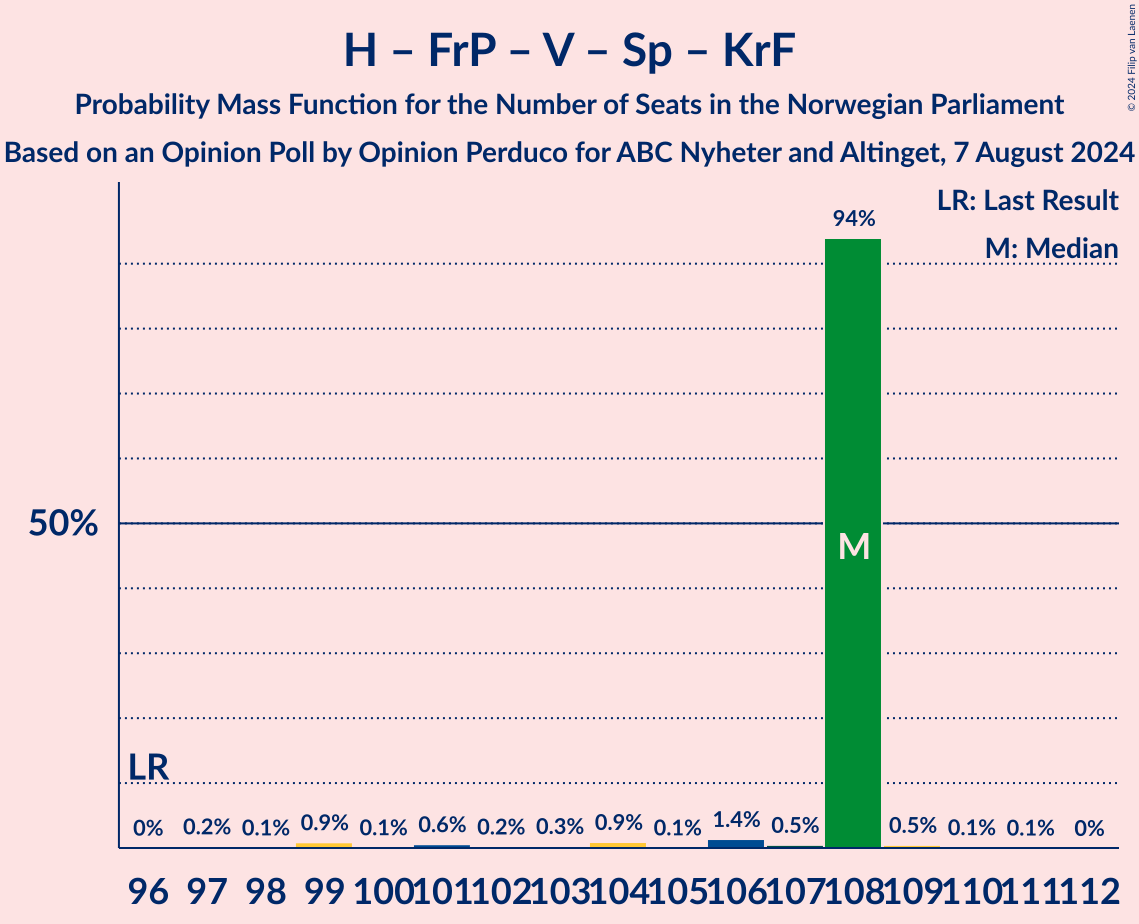 H – FrP – V – Sp – KrF
Probability Mass Function for the Number of Seats in the Norwegian Parliament
Based on an Opinion Poll by Opinion Perduco for ABC Nyheter and Altinget, 7 August 2024
© 2024 Filip van Laenen
LR: Last Result
M: Median
94%
50%
M
LR
0% 0.2% 0.1% 0.9% 0.1% 0.6% 0.2% 0.3% 0.9% 0.1% 1.4% 0.5% 0.5% 0.1% 0.1% 0%
96 97 98 99 100 101 102 103 104 105 106 107 108 109 110 111 112